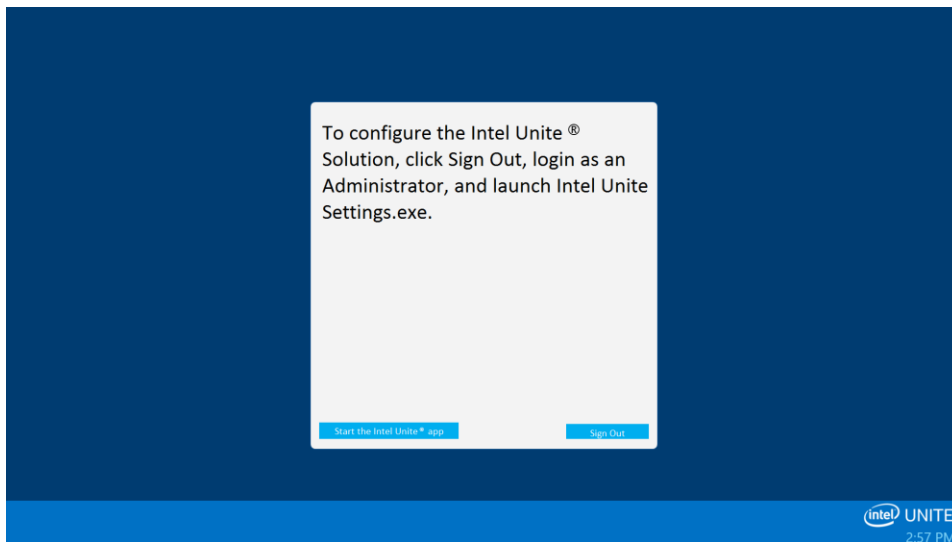 To configure the Intel Unite ®
Solution, click Sign Out, login as an
Administrator, and launch Intel Unite
Settings.exe.
Start the Intel Unite® app
Sign Out
intel UNITE
2:57 PM